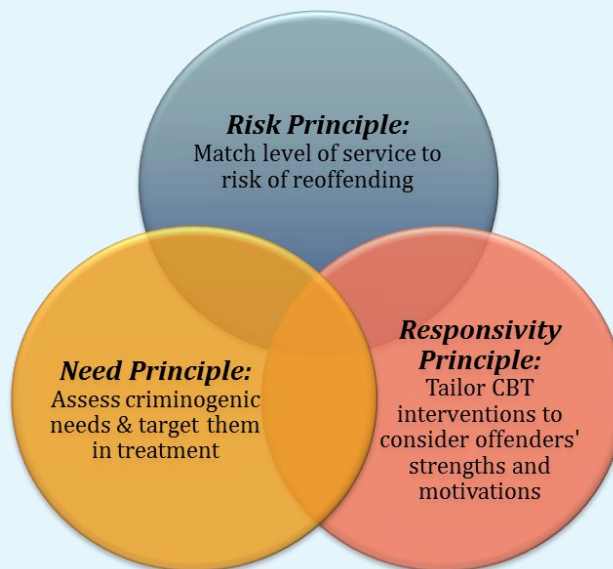 Risk Principle:
Match level of service to
risk of reoffending
Need Principle:
Assess criminogenic
needs & target them
in treatment
Responsivity
Principle:
Tailor CBT
interventions to
consider offenders'
strengths and
motivations